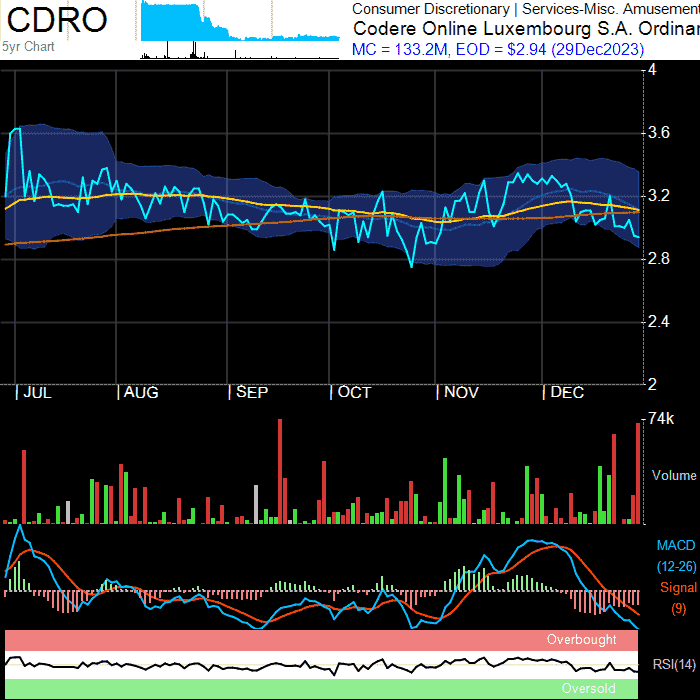 CDRO
Consumer Discretionary | Services-Misc. Amusement
Codere Online Luxembourg S.A. Ordinar
5yr Chart
MC = 133.2M, EOD = $2.94 (29Dec2023)
4
3.6
3.2
2.8
2.4
2
| JUL | AUG | SEP | OCT | NOV | DEC
74k
Volume
MACD
(12-26)
Signal
(9)
Overbought
RSI(14)
Oversold